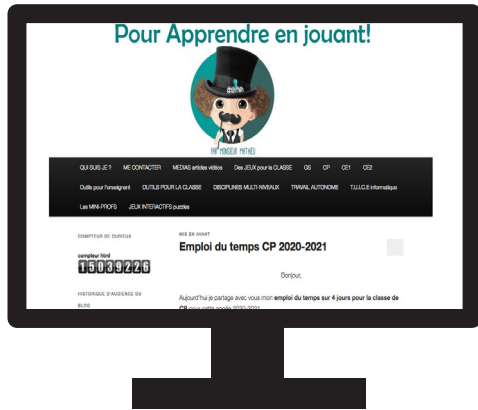 Pour Apprendre en jouant!
PAR MONSIEUR MATHIEU
QUI SUIS JE ? ME CONTACTER MEDIAS articles vidéos Des JEUX pour la CLASSE GS CP CE1 CE2
Outils pour l'enseignant OUTILS POUR LA CLASSE DISCIPLINES MULTI-NIVEAUX TRAVAIL AUTONOME T.U.I.C.E informatique
Les MINI-PROFS JEUX INTERACTIFS puzzles
COMPTEUR DE CURIEUX
compteur html
15039226
HISTORIQUE D'AUDIENCE DU
BLOG
MIS EN AVANT
Emploi du temps CP 2020-2021
Bonjour,
Aujourd'hui je partage avec vous mon emploi du temps sur 4 jours pour la classe de
CP pour cette année 2020-2021